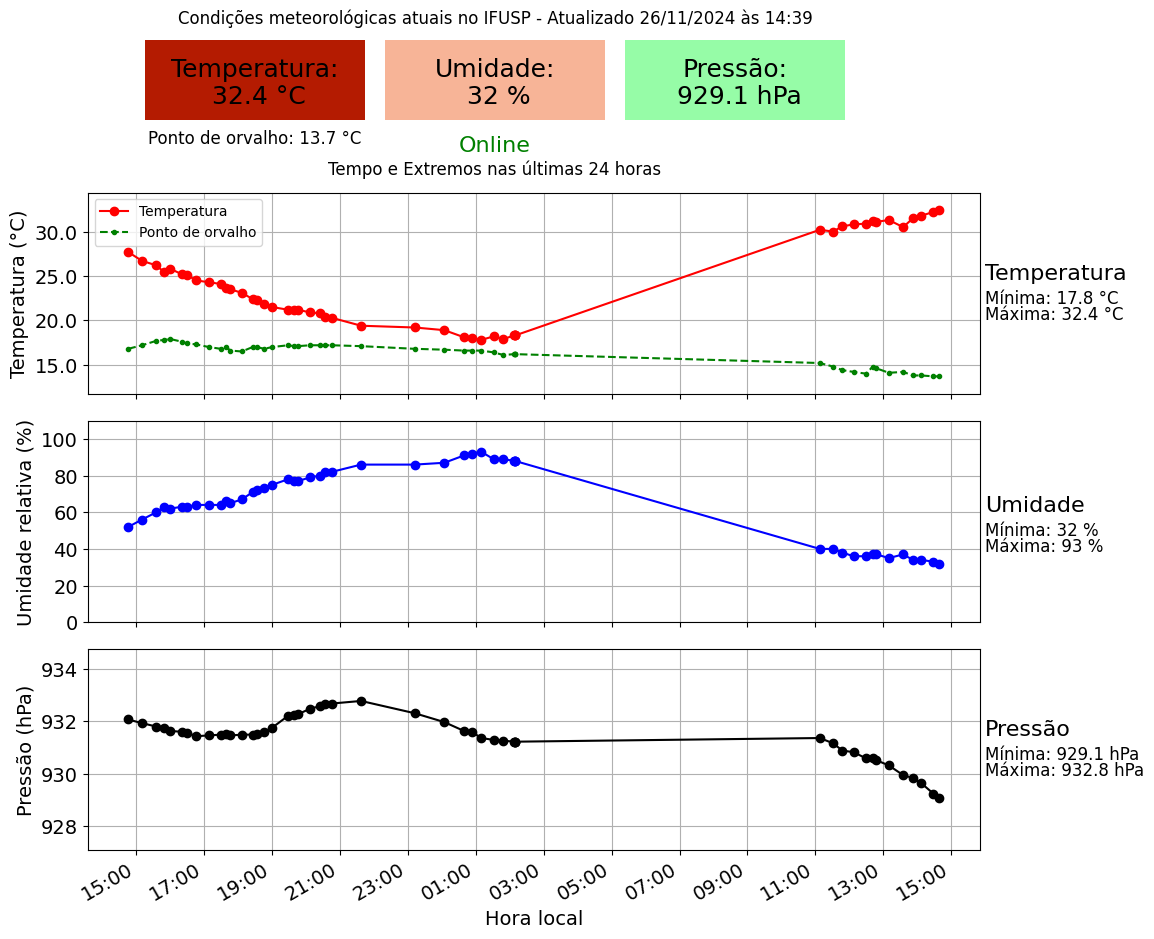 Condições meteorológicas atuais no IFUSP - Atualizado 26/11/2024 às 14:39
Temperatura:
32.4 °C
Umidade:
32 %
Pressão:
929.1 hPa
Ponto de orvalho: 13.7 °C
Online
Tempo e Extremos nas últimas 24 horas
Temperatura (°C)
30.0
25.0
20.0
15.0
Temperatura
Ponto de orvalho
Temperatura
Mínima: 17.8 °C
Máxima: 32.4 °C
Umidade relativa (%)
100
80
60
40
20
0
Umidade
Mínima: 32 %
Máxima: 93 %
Pressão (hPa)
934
932
930
928
Pressão
Mínima: 929.1 hPa
Máxima: 932.8 hPa
15:00 17:00 19:00 21:00 23:00 01:00 03:00 05:00 07:00 09:00 11:00 13:00 15:00
Hora local